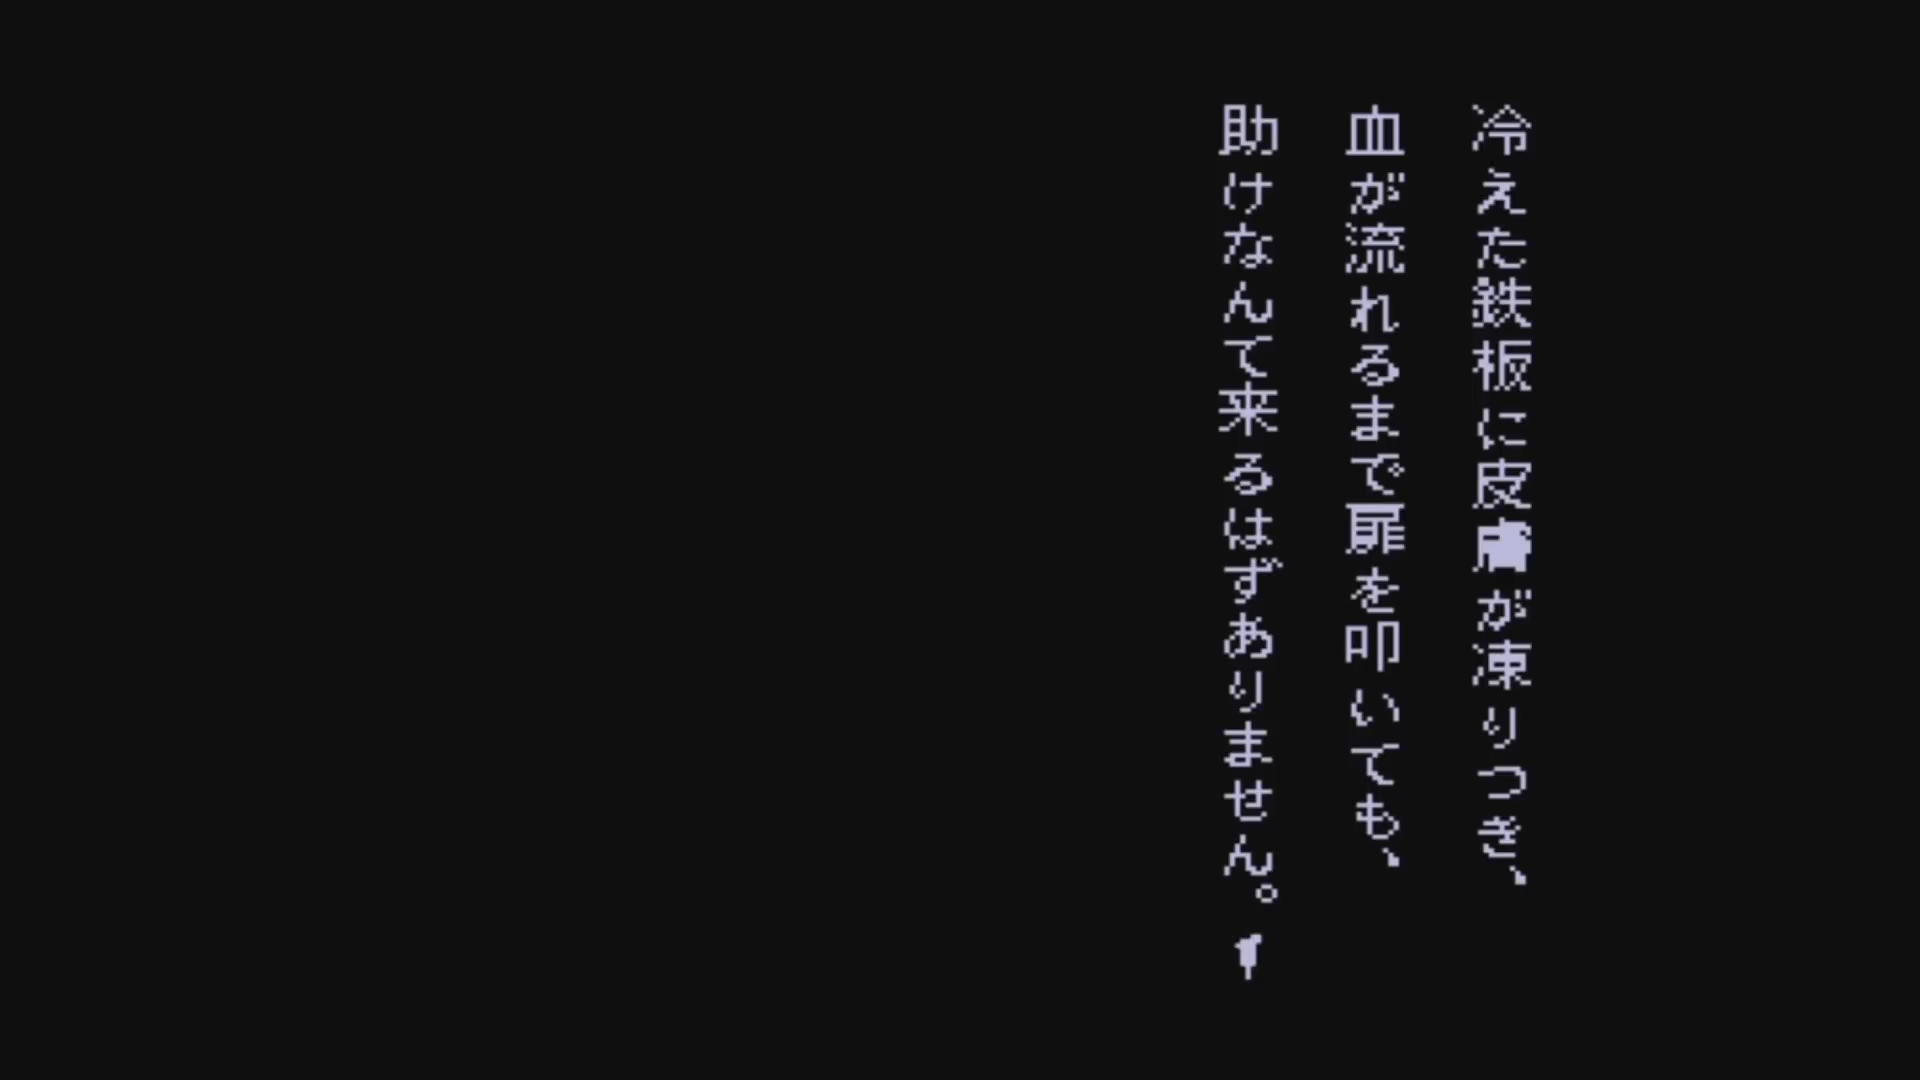 冷えた鉄板に皮膚が凍りつき、
血が流れるまで扉を叩いても、
助けなんて来るはずありません。